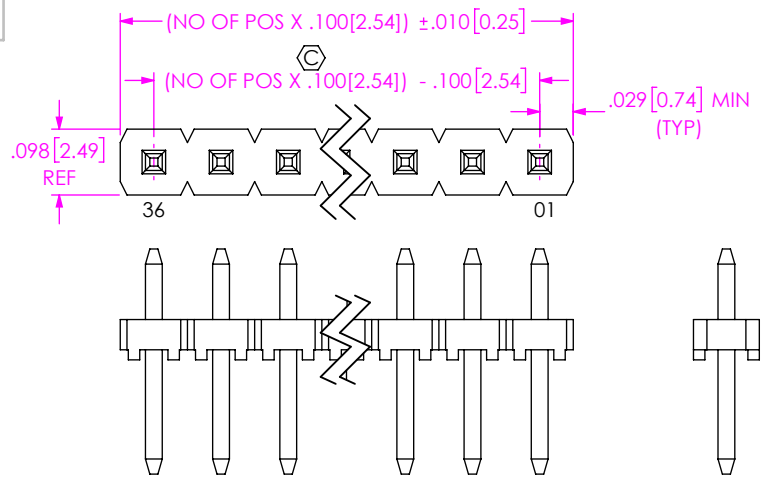 (NO OF POS X .100[2.54]) ±.010[0.25]
C
(NO OF POS X .100[2.54]) - .100[2.54]
.029[0.74] MIN
(TYP)
.098[2.49]
REF
36
01